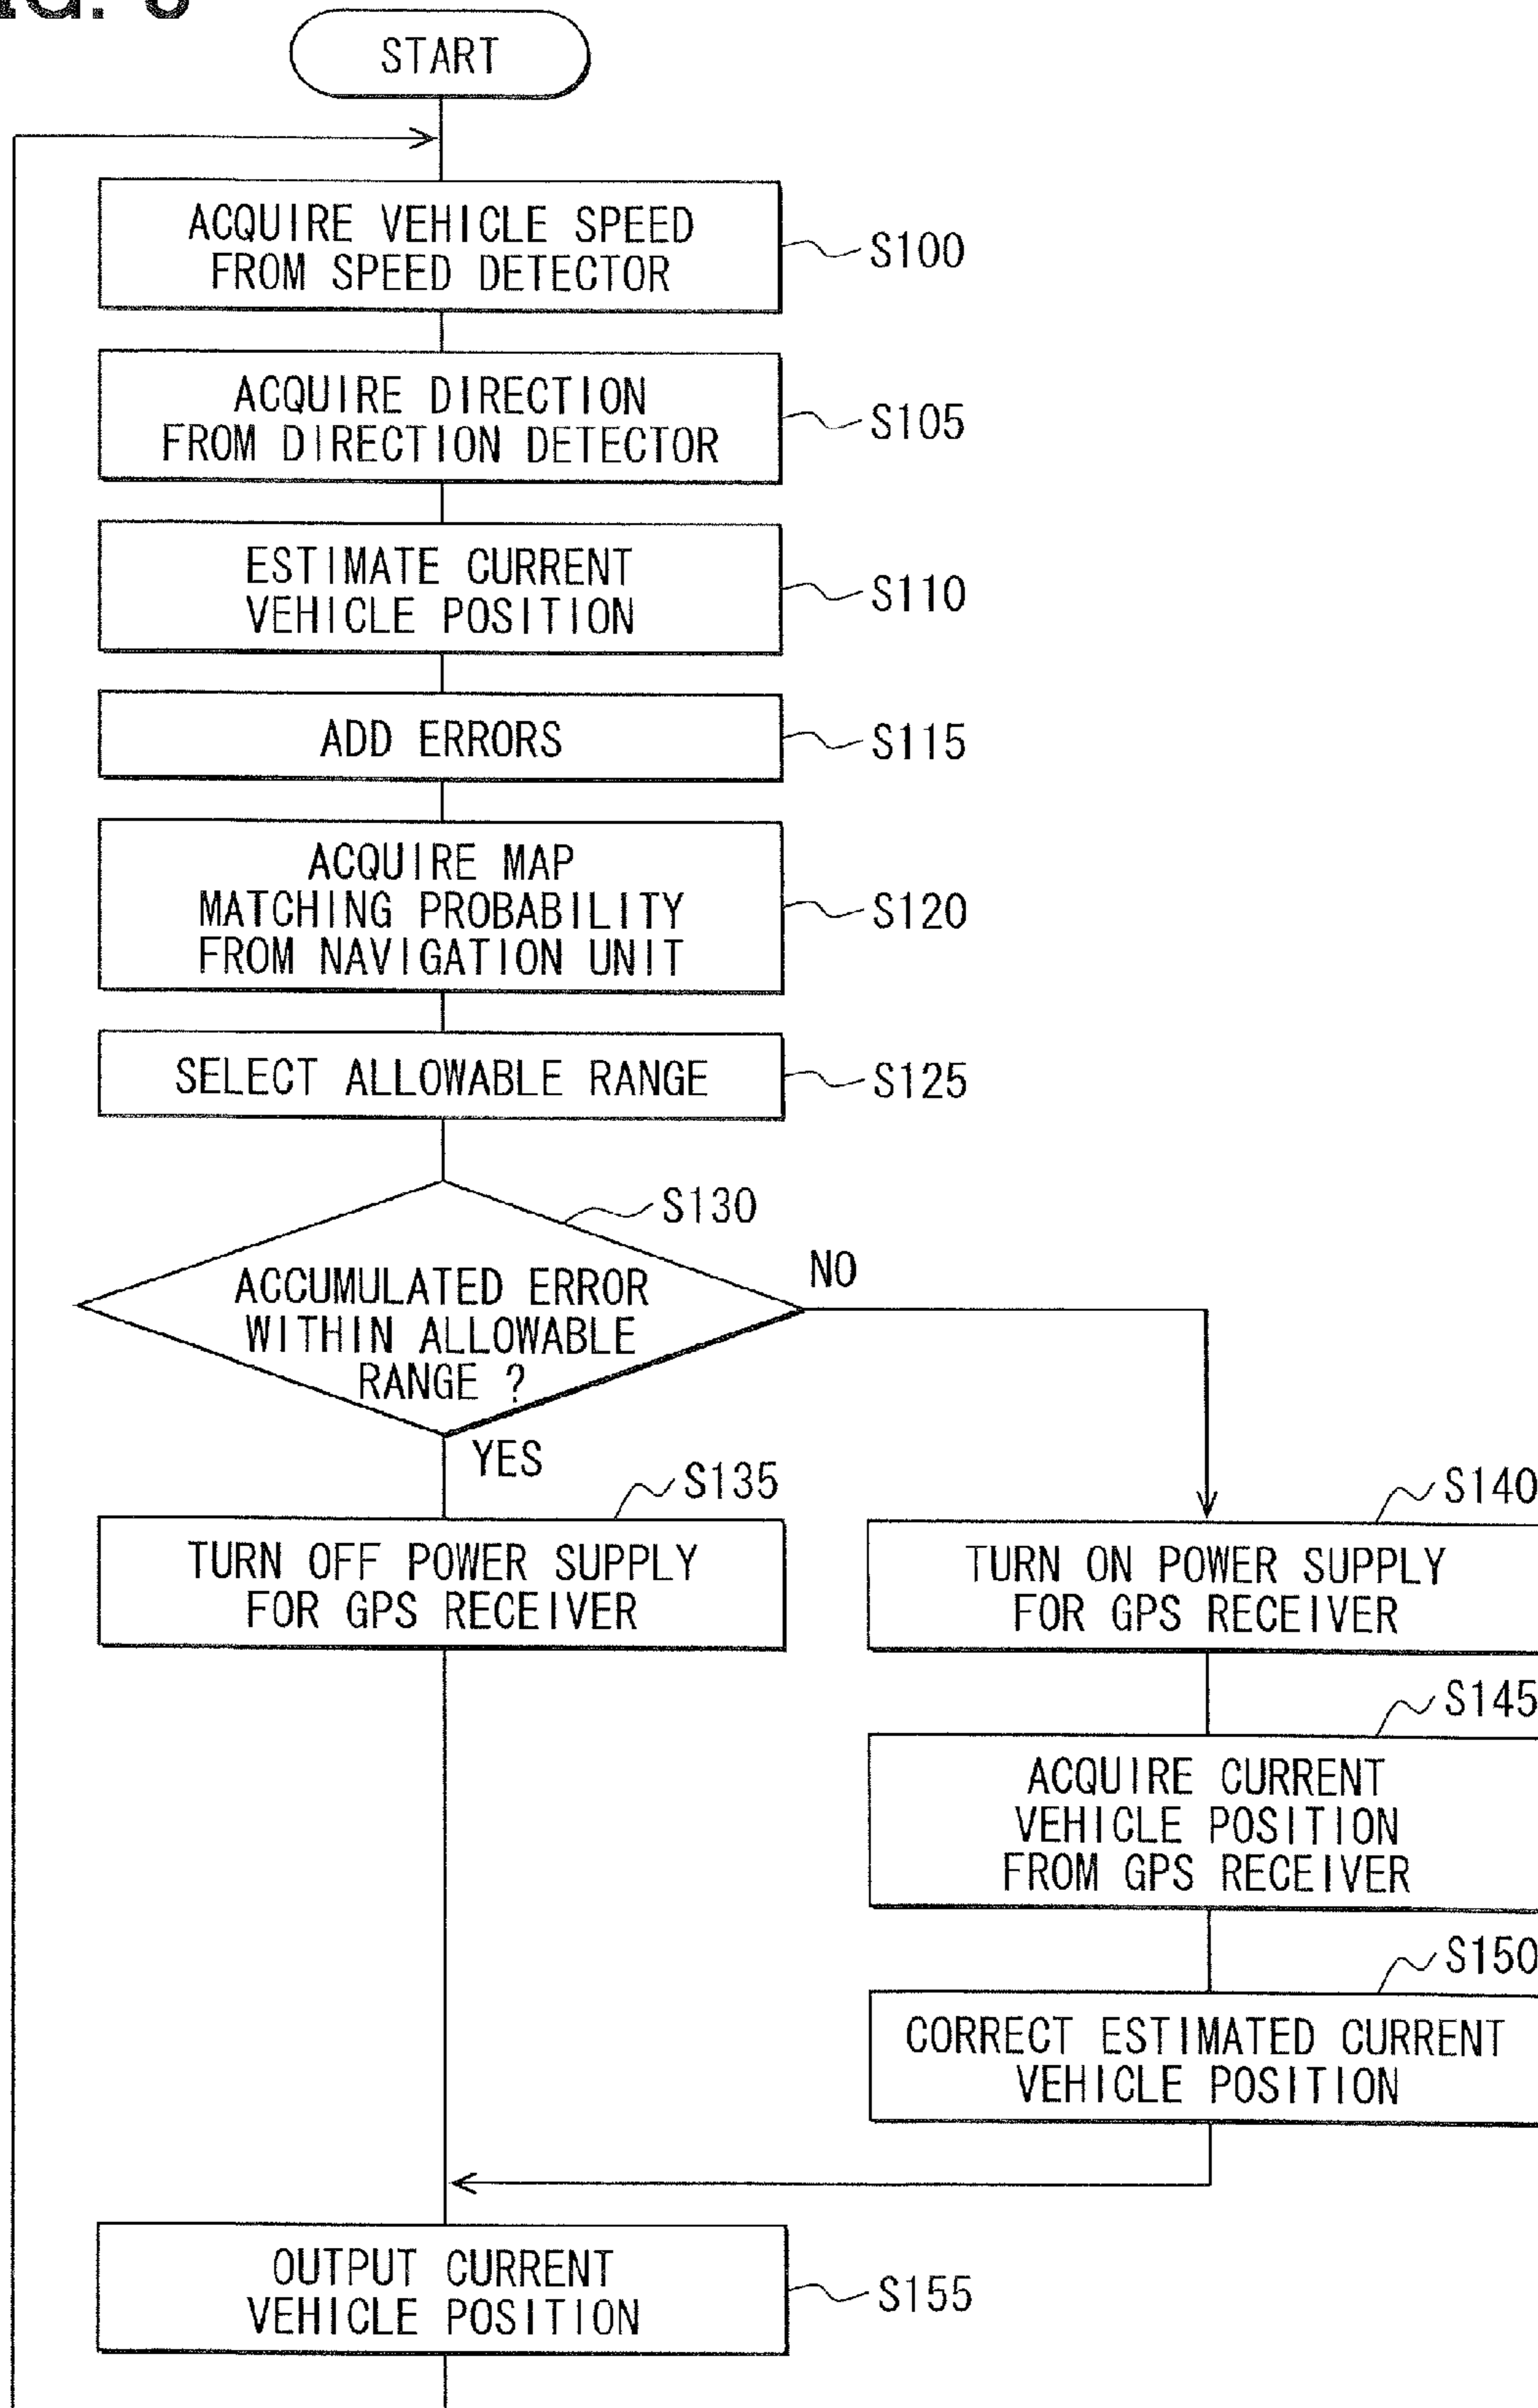 START
ACQUIRE VEHICLE SPEED
FROM SPEED DETECTOR
S100
ACQUIRE DIRECTION
FROM DIRECTION DETECTOR
S105
ESTIMATE CURRENT
VEHICLE POSITION
S110
ADD ERRORS
S115
ACQUIRE MAP
MATCHING PROBABILITY
FROM NAVIGATION UNIT
S120
SELECT ALLOWABLE RANGE
S125
S130
ACCUMULATED ERROR
WITHIN ALLOWABLE
RANGE ?
NO
YES
S135
TURN OFF POWER SUPPLY
FOR GPS RECEIVER
S140
TURN ON POWER SUPPLY
FOR GPS RECEIVER
S145
ACQUIRE CURRENT
VEHICLE POSITION
FROM GPS RECEIVER
S150
CORRECT ESTIMATED CURRENT
VEHICLE POSITION
OUTPUT CURRENT
VEHICLE POSITION
S155